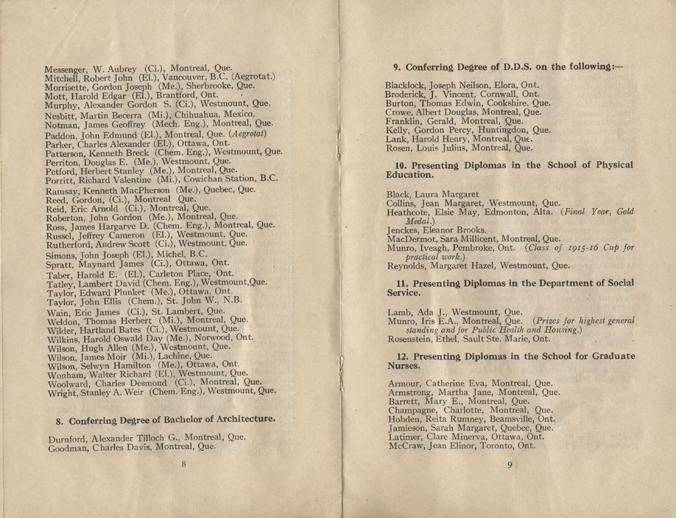 Messenger, W. Aubrey (Ci.), Montreal, Que.
Mitchell, Robert John (El.), Vancouver, B.C. (Aegrotat.)
Morrisette, Gordon Joseph (Me.), Sherbrooke, Que.
Mott, Harold Edgar (El.), Brantford, Ont.
Murphy, Alexander Gordon S. (Ci.), Westmount, Que.
Nesbitt, Martin Becerra (Mi.), Chihuahua, Mexico.
Notman, James Geoffrey (Mech. Eng.), Montreal, Que.
Paddon, John Edmund (El.), Montreal, Que. (Aegrotat)
Parker, Charles Alexander (El.), Ottawa, Ont.
Patterson, Kenneth Breck (Chem. Eng.), Westmount, Que.
Perriton, Douglas E. (Me.), Westmount, Que.
Petford, Herbert Stanley (Me.), Montreal, Que.
Porritt, Richard Valentine (Mi.), Cowichan Station, B.C.
Ramsay, Kenneth MacPherson (Me.), Quebec, Que.
Reed, Gordon, (Ci.), Montreal Que.
Reid, Eric Arnold (Ci.), Montreal, Que.
Roberton, John Gordon (Me.), Montreal, Que.
Ross, James Hargarve D. (Chem. Eng.), Montreal, Que.
Russel, Jeffrey Cameron (El.), Westmount, Que.
Rutherford, Andrew Scott (Ci.), Westmount, Que.
Simons, John Joseph (El.), Michel, B.C.
Spratt, Maynard James (Ci.), Ottawa, Ont.
Taber, Harold E. (El.), Carleton Place, Ont.
Tatley, Lambert David (Chem. Eng.), Westmount,Que.
Taylor, Edward Plunket (Me.), Ottawa, Ont.
Taylor, John Ellis (Chem.), St. John W., N.B.
Wain, Eric James (Ci.), St. Lambert, Que.
Weldon, Thomas Herbert (Mi.), Montreal, Que.
Wilder, Hartland Bates (Ci.), Westmount, Que.
Wilkins, Harold Oswald Day (Me.), Norwood, Ont.
Wilson, Hugh Allen (Me.), Westmount, Que.
Wilson, James Moir (Mi.), Lachine, Que.
Wilson, Selwyn Hamilton (Me.), Ottawa, Ont.
Wonham, Walter Richard (El.), Westmount, Que.
Woolward, Charles Desmond (Ci.), Montreal, Que.
Wright, Stanley A. Weir (Chem. Eng.), Westmount, Que.
8. Conferring Degree of Bachelor of Architecture.
Durnford, Alexander Tilloch G., Montreal, Que.
Goodman, Charles Davis, Montreal, Que.
8
9. Conferring Degree of D.D.S. on the following:—
Blacklock, Joseph Neilson, Elora, Ont.
Broderick, J. Vincent, Cornwall, Ont.
Burton, Thomas Edwin, Cookshire, Que.
Crowe, Albert Douglas, Montreal, Que.
Franklin, Gerald, Montreal, Que.
Kelly, Gordon Percy, Huntingdon, Que.
Lank, Harold Henry, Montreal, Que.
Rosen, Louis Julius, Montreal, Que.
10. Presenting Diplomas in the School of Physical
Education.
Black, Laura Margaret
Collins, Jean Margaret, Westmount, Que.
Heathcote, Elsie May, Edmonton, Alta. (Final Year, Gold
Medal.)
Jenckes, Eleanor Brooks.
MacDermot, Sara Millicent, Montreal, Que.
Munro, Iveagh, Pembroke, Ont. (Class of 1915-16 Cup for
practical work.)
Reynolds, Margaret Hazel, Westmount, Que.
11. Presenting Diplomas in the Department of Social
Service.
Lamb, Ada J., Westmount, Que.
Munro, Iris E.A., Montreal, Que. (Prizes for highest general
standing and for Public Health and Housing.)
Rosenstein, Ethel, Sault Ste. Marie, Ont.
12. Presenting Diplomas in the School for Graduate
Nurses.
Armour, Catherine Eva, Montreal, Que.
Armstrong, Martha Jane, Montreal, Que.
Barrett, Mary E., Montreal, Que.
Champagne, Charlotte, Montreal, Que.
Hobden, Reita Rumney, Beamsville, Ont.
Jamieson, Sarah Margaret, Quebec, Que.
Latimer, Clare Minerva, Ottawa, Ont.
McCraw, Jean Elinor, Toronto, Ont.
9